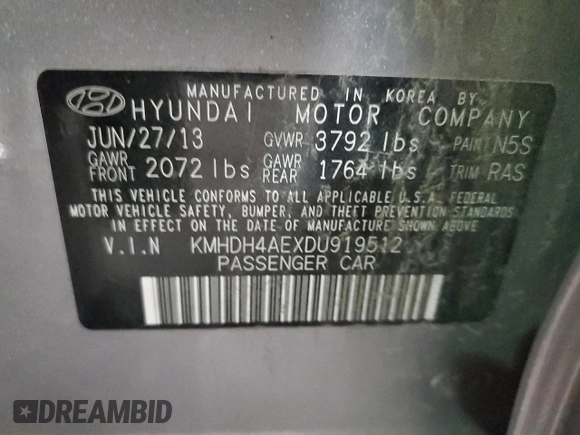 MANUFACTURED IN KOREA BY
HYUNDAI MOTOR COMPANY
JUN/27/13 GVWR 3792 lbs PAINT N5S
GAWR FRONT 2072 lbs GAWR REAR 1764 lbs TRIM RAS
THIS VEHICLE CONFORMS TO ALL APPLICABLE U.S.A. FEDERAL
MOTOR VEHICLE SAFETY, BUMPER, AND THEFT PREVENTION STANDARDS
IN EFFECT ON THE DATE OF MANUFACTURE SHOWN ABOVE.
V.I.N KMHDH4AEXDU919512
PASSENGER CAR
DREAMBID